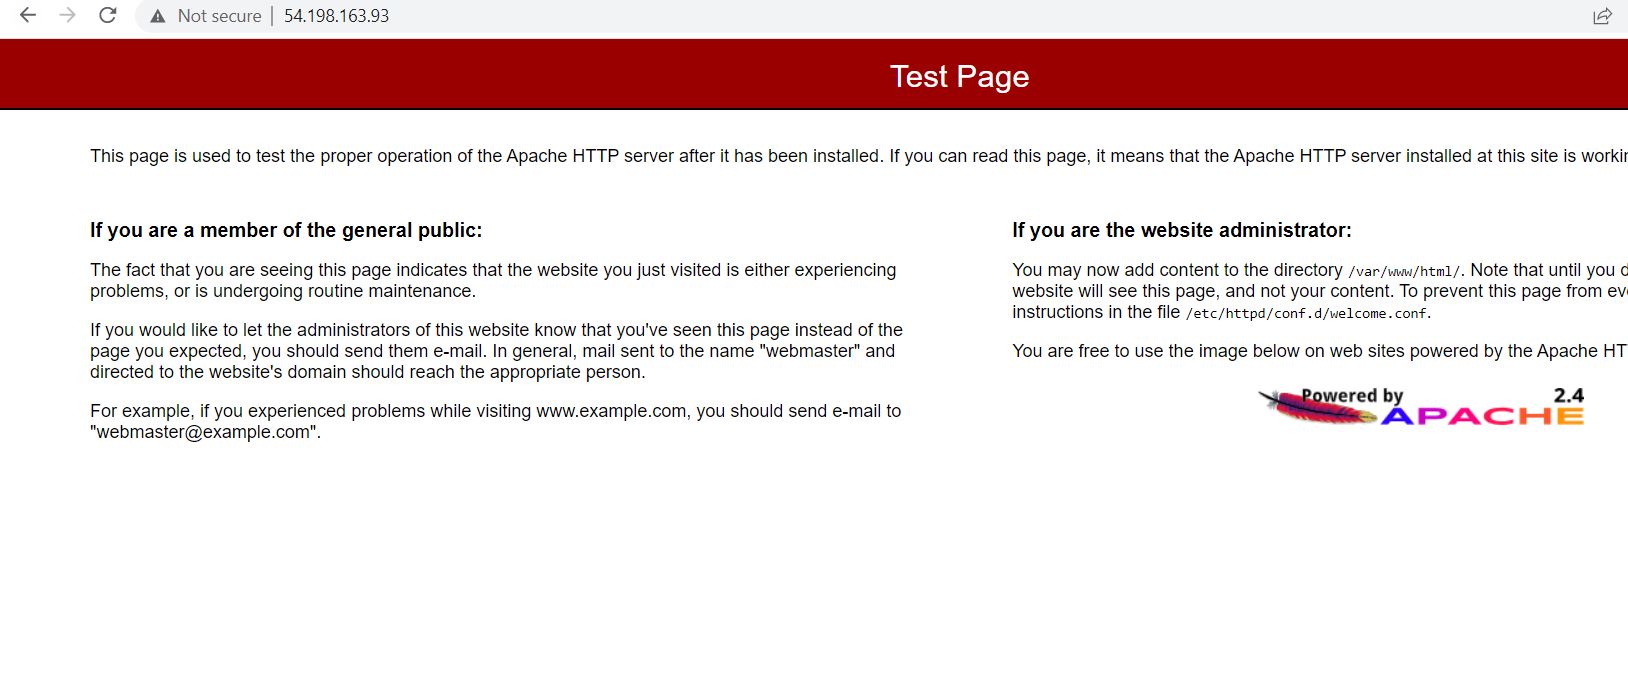 Not secure | 54.198.163.93
Test Page
This page is used to test the proper operation of the Apache HTTP server after it has been installed. If you can read this page, it means that the Apache HTTP server installed at this site is
If you are a member of the general public:
The fact that you are seeing this page indicates that the website you just visited is either experiencing
problems, or is undergoing routine maintenance.
If you would like to let the administrators of this website know that you've seen this page instead of the
page you expected, you should send them e-mail. In general, mail sent to the name "webmaster" and
directed to the website's domain should reach the appropriate person.
For example, if you experienced problems while visiting www.example.com, you should send e-mail to
"webmaster@example.com".
If you are the website administrator:
You may now add content to the directory /var/www/html/. Note that until you
website will see this page, and not your content. To prevent this page from
instructions in the file /etc/httpd/conf.d/welcome.conf.
You are free to use the image below on web sites powered by the Apache
Powered by 2.4
APACHE